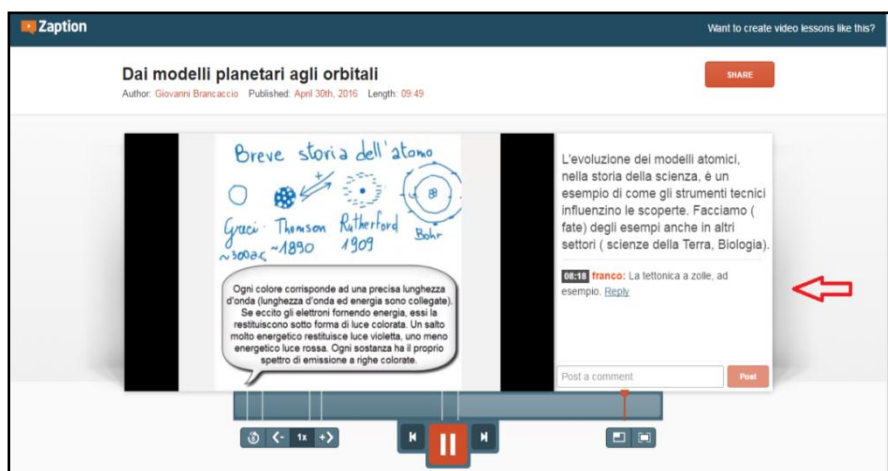 Zaption
Want to create video lessons like this?
Dai modelli planetari agli orbitali
SHARE
Author: Giovanni Brancaccio Published: April 30th, 2016 Length: 09:49
Breve storia dell'atomo
Greci Thomson Rutherford Bohr
~300ac ~1890 1909
Ogni colore corrisponde ad una precisa lunghezza
d'onda (lunghezza d'onda ed energia sono collegate).
Se eccito gli elettroni fornendo energia, essi la
restituiscono sotto forma di luce colorata. Un salto
molto energetico restituisce luce violetta, uno meno
energetico luce rossa. Ogni sostanza ha il proprio
spettro di emissione a righe colorate.
L'evoluzione dei modelli atomici,
nella storia della scienza, è un
esempio di come gli strumenti tecnici
influenzino le scoperte. Facciamo (
fate) degli esempi anche in altri
settori ( scienze della Terra, Biologia).
08:18 franco: La tettonica a zolle, ad
esempio. Reply
Post a comment
Post
1x